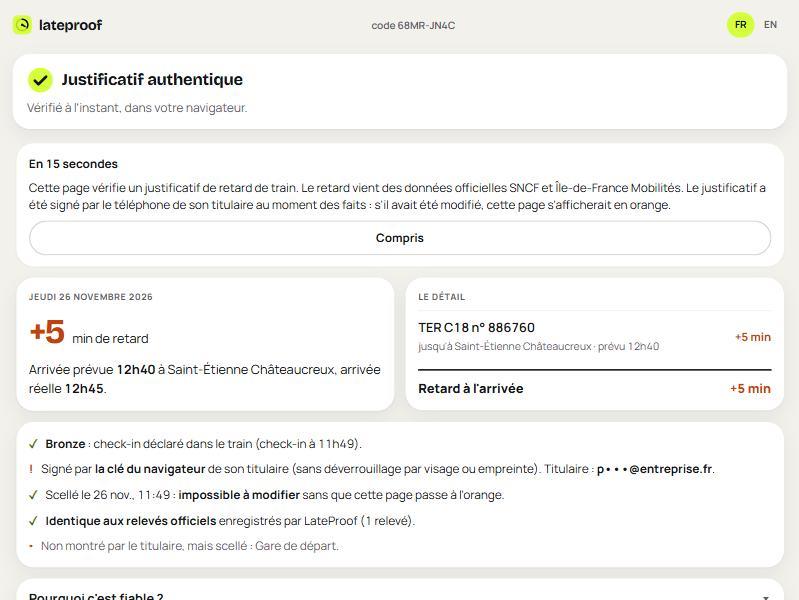 lateproof
code 68MR-JN4C
FR EN
Justificatif authentique
Vérifié à l'instant, dans votre navigateur.
En 15 secondes
Cette page vérifie un justificatif de retard de train. Le retard vient des données officielles SNCF et Île-de-France Mobilités. Le justificatif a
été signé par le téléphone de son titulaire au moment des faits : s'il avait été modifié, cette page s'afficherait en orange.
Compris
JEUDI 26 NOVEMBRE 2026
+5 min de retard
Arrivée prévue 12h40 à Saint-Étienne Châteaucreux, arrivée
réelle 12h45.
LE DÉTAIL
TER C18 n° 886760
jusqu'à Saint-Étienne Châteaucreux · prévu 12h40
+5 min
Retard à l'arrivée +5 min
✓ Bronze : check-in déclaré dans le train (check-in à 11h49).
! Signé par la clé du navigateur de son titulaire (sans déverrouillage par visage ou empreinte). Titulaire : p•••@entreprise.fr.
✓ Scellé le 26 nov., 11:49 : impossible à modifier sans que cette page passe à l'orange.
✓ Identique aux relevés officiels enregistrés par LateProof (1 relevé).
• Non montré par le titulaire, mais scellé : Gare de départ.
Pourquoi c'est fiable ?